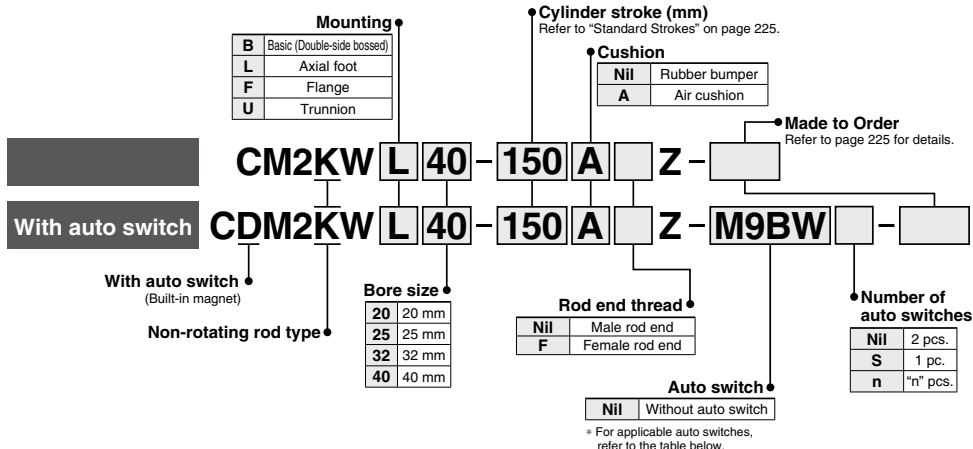 Mounting
B Basic (Double-side bossed)
L Axial foot
F Flange
U Trunnion
Cylinder stroke (mm)
Refer to “Standard Strokes” on page 225.
Cushion
Nil Rubber bumper
A Air cushion
Made to Order
Refer to page 225 for details.
CM2KW L 40 - 150 A Z -
With auto switch CDM2KW L 40 - 150 A Z - M9BW -
With auto switch
(Built-in magnet)
Non-rotating rod type
Bore size
20 20 mm
25 25 mm
32 32 mm
40 40 mm
Rod end thread
Nil Male rod end
F Female rod end
Auto switch
Nil Without auto switch
* For applicable auto switches,
refer to the table below.
Number of
auto switches
Nil 2 pcs.
S 1 pc.
n “n” pcs.